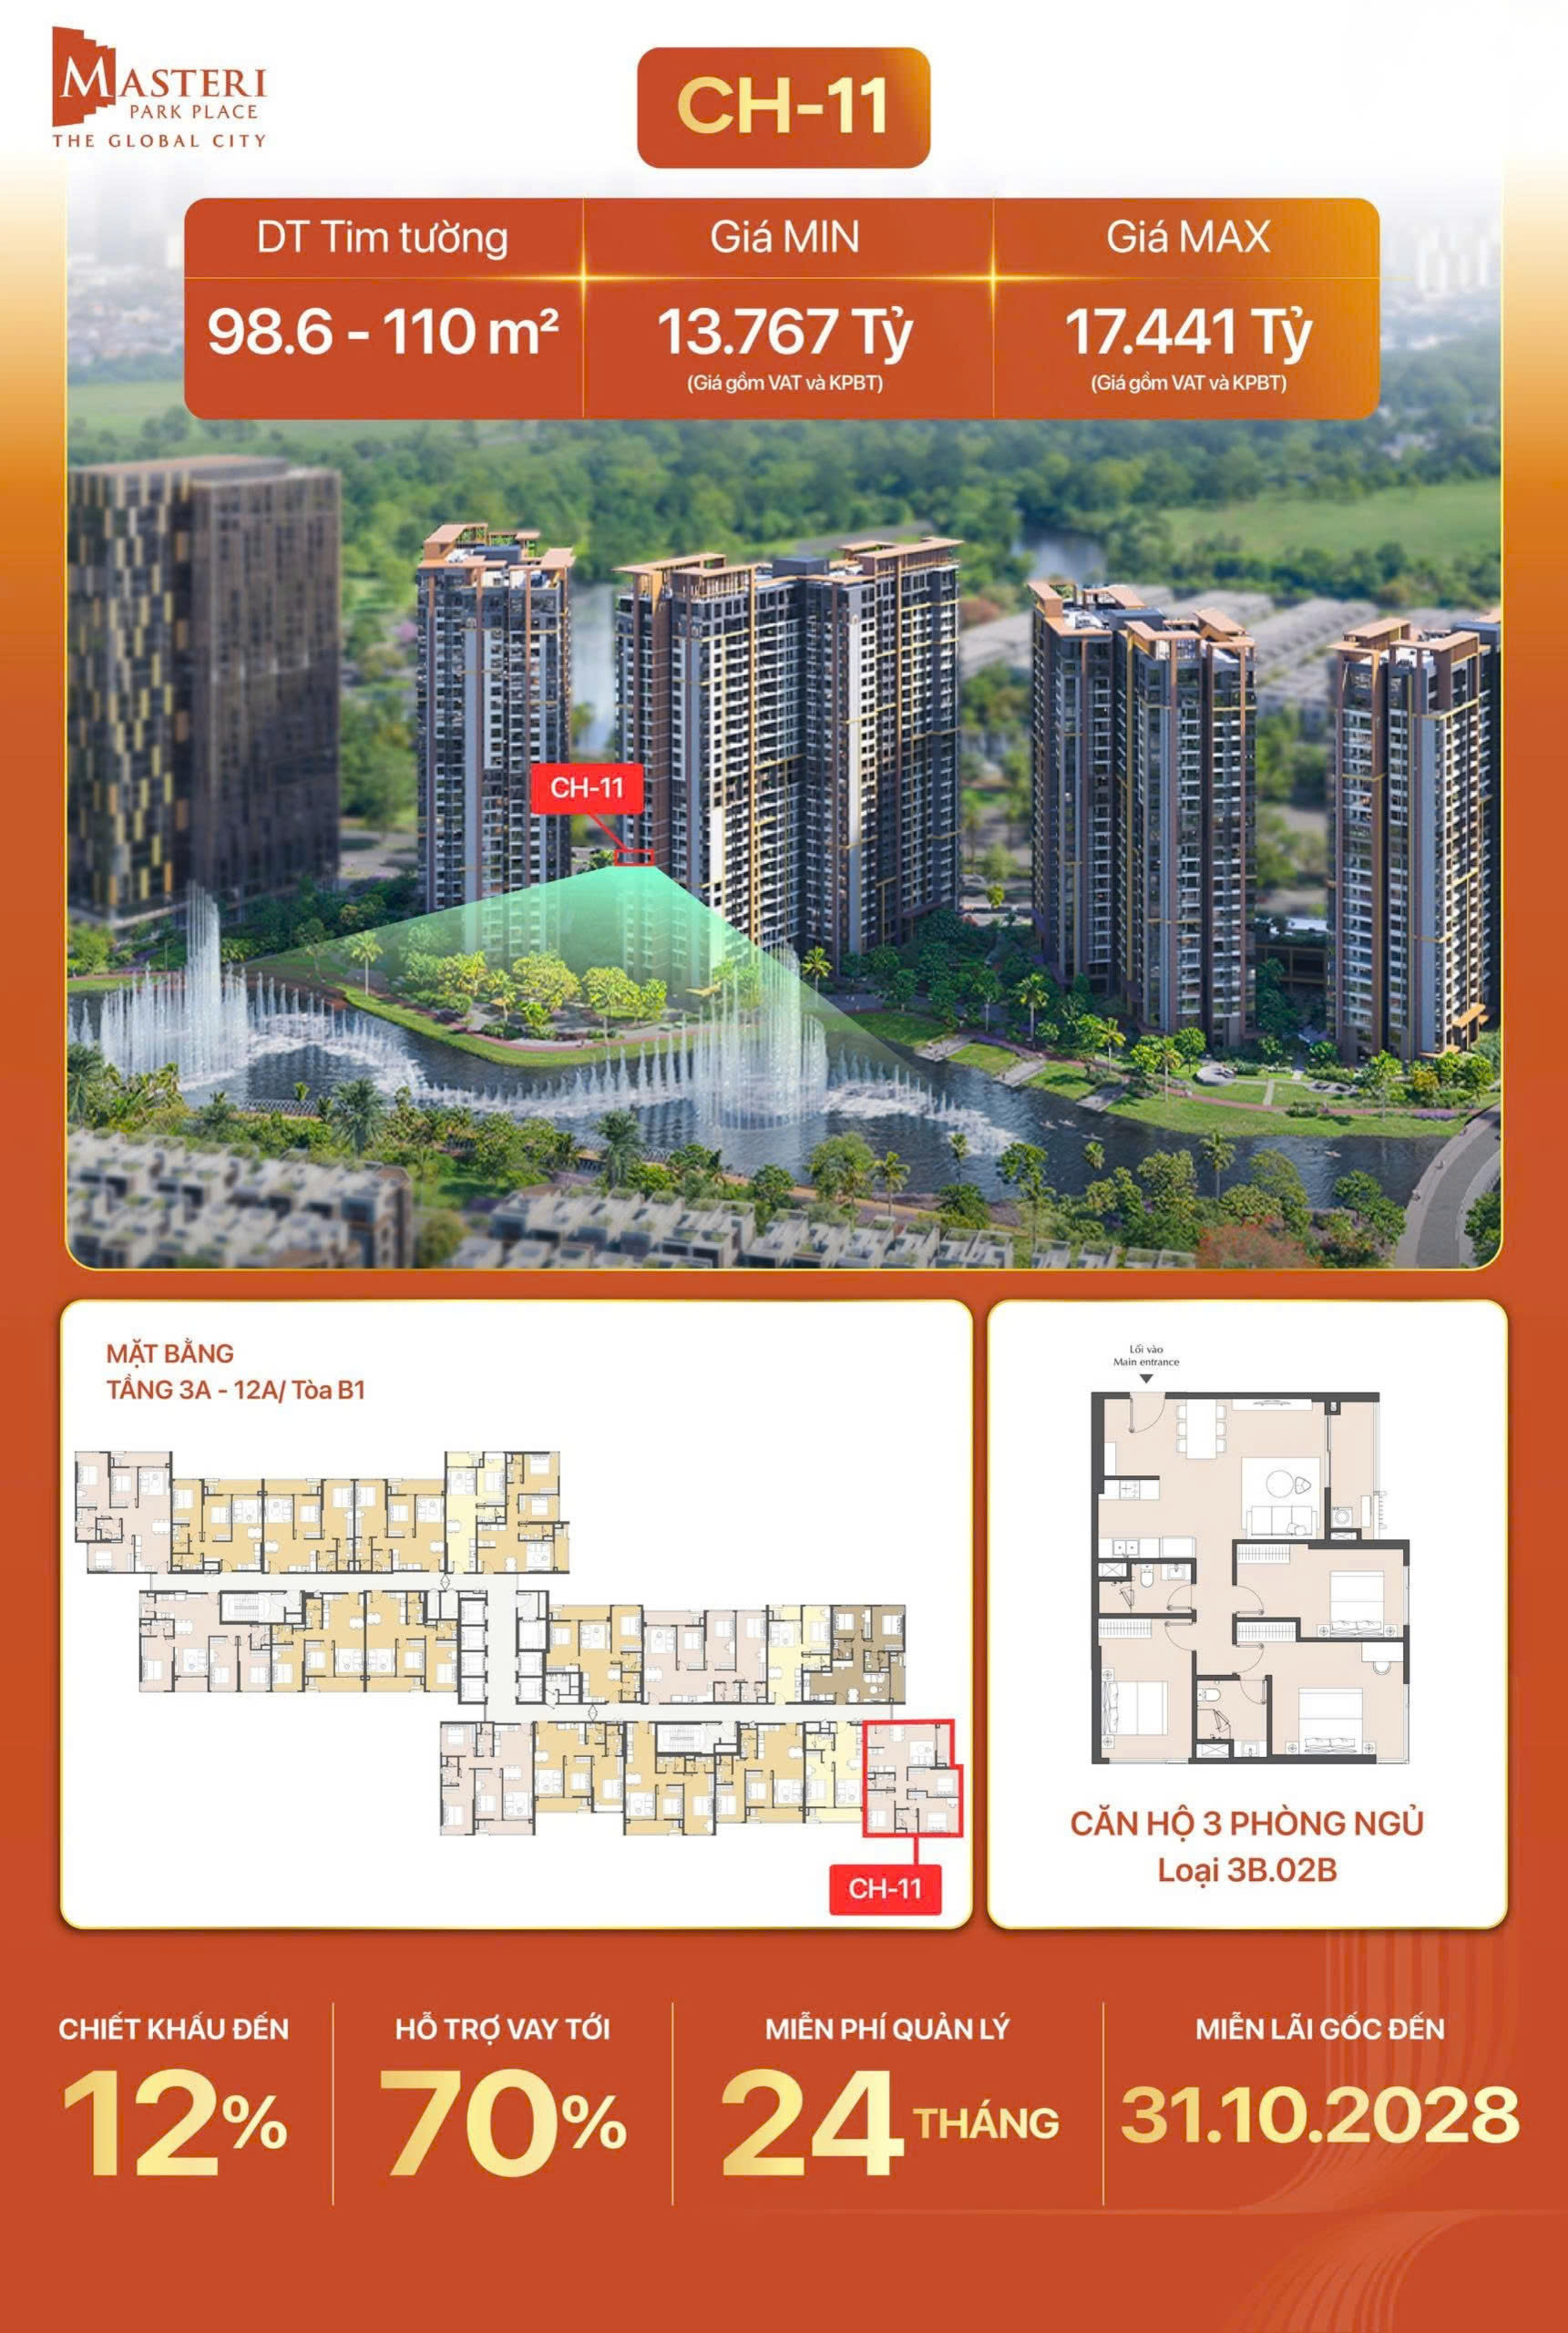 MASTERI
PARK PLACE
THE GLOBAL CITY
CH-11
DT Tim tường
Giá MIN
Giá MAX
98.6 - 110 m²
13.767 Tỷ
17.441 Tỷ
(Giá gồm VAT và KPBT)
(Giá gồm VAT và KPBT)
CH-11
MẶT BẰNG
TẦNG 3A - 12A/ Tòa B1
CH-11
Lối vào
Main entrance
CĂN HỘ 3 PHÒNG NGỦ
Loại 3B.02B
CHIẾT KHẤU ĐẾN
12%
HỖ TRỢ VAY TỚI
70%
MIỄN PHÍ QUẢN LÝ
24 THÁNG
MIỄN LÃI GỐC ĐẾN
31.10.2028